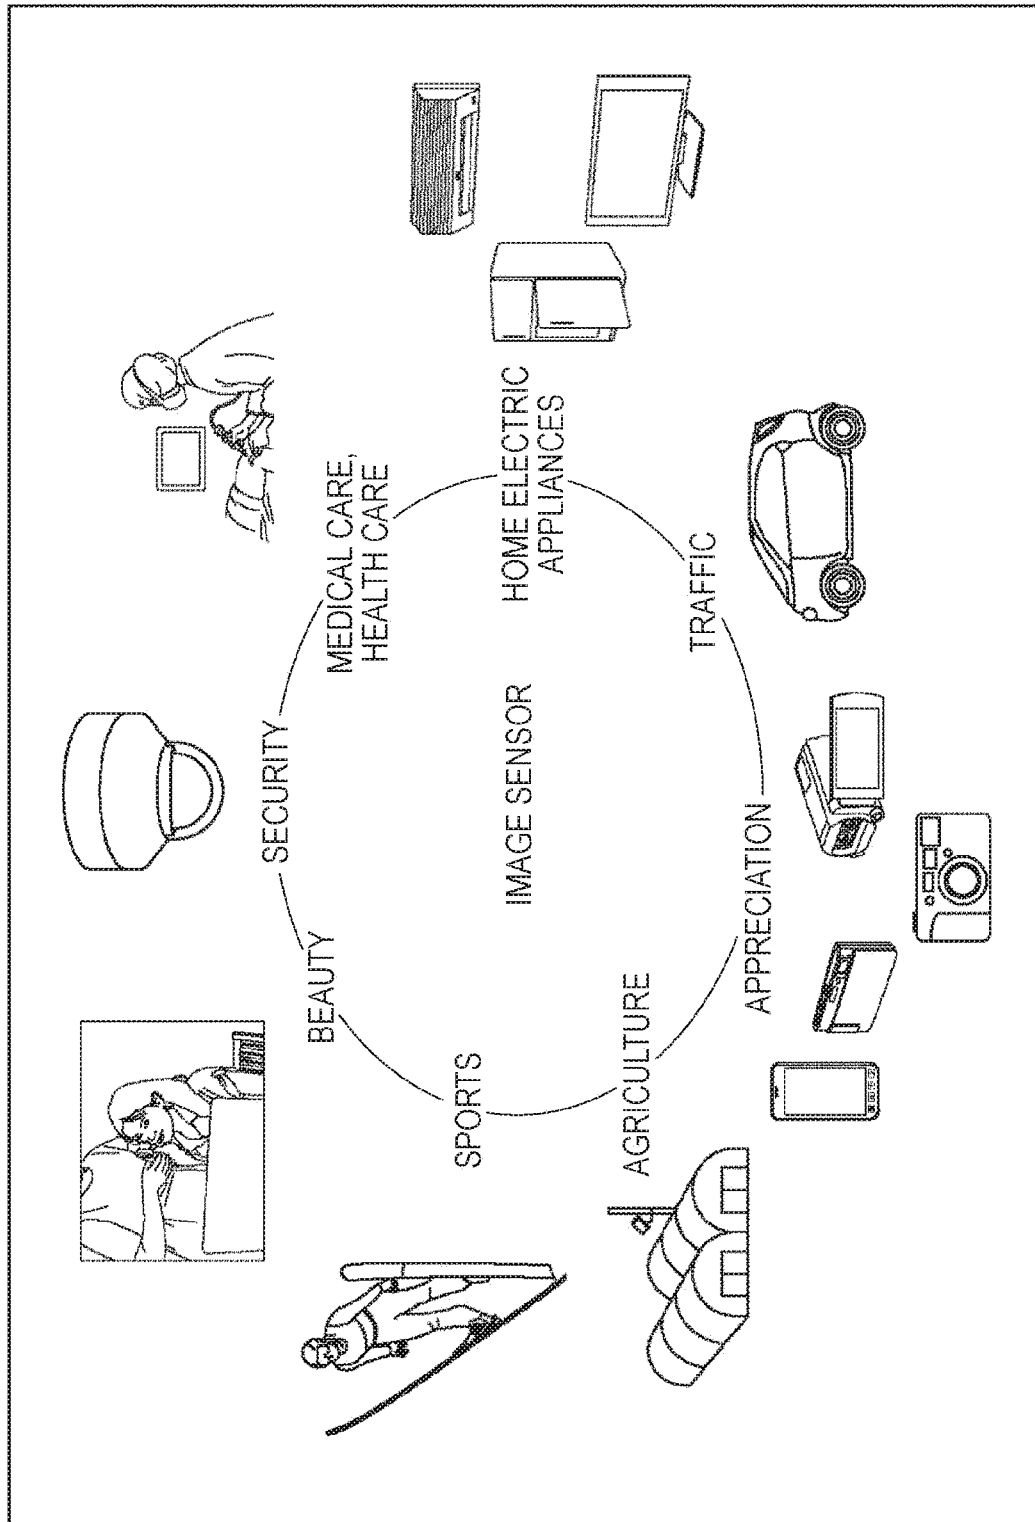 SECURITY
MEDICAL CARE,
HEALTH CARE
HOME ELECTRIC
APPLIANCES
TRAFFIC
APPRECIATION
AGRICULTURE
SPORTS
BEAUTY
IMAGE SENSOR